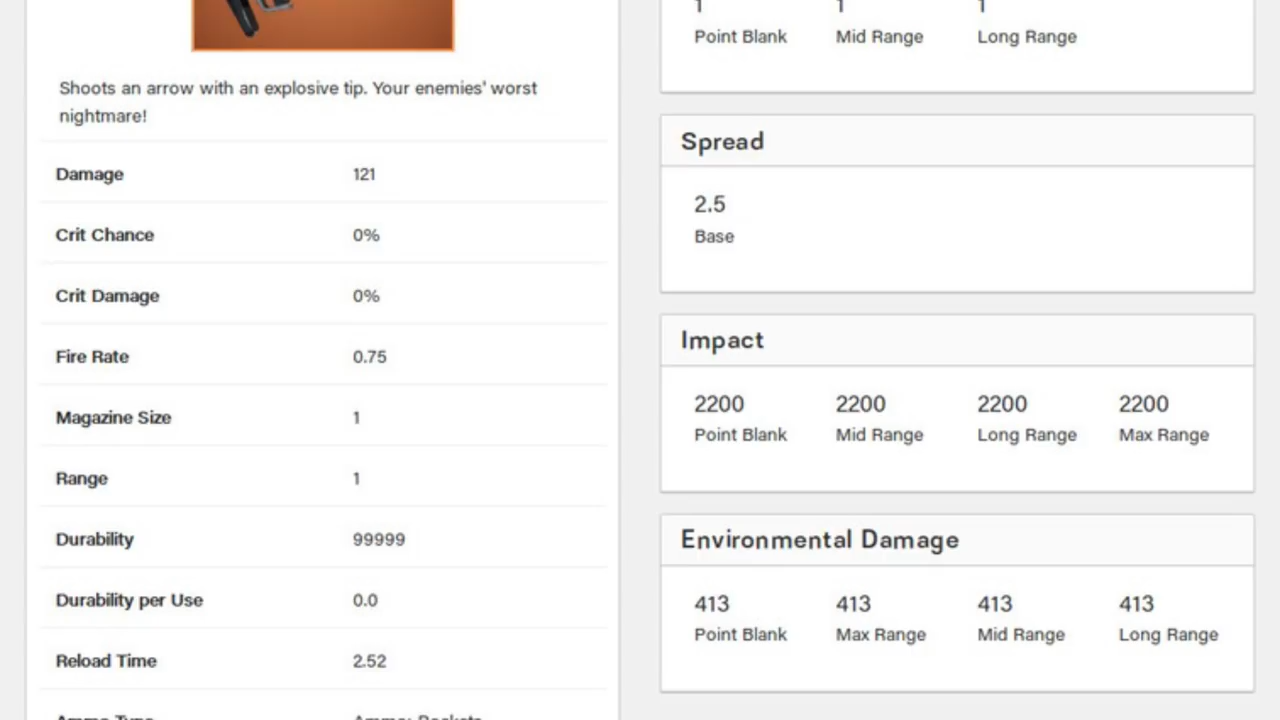 Shoots an arrow with an explosive tip. Your enemies' worst
nightmare!
Damage 121
Crit Chance 0%
Crit Damage 0%
Fire Rate 0.75
Magazine Size 1
Range 1
Durability 99999
Durability per Use 0.0
Reload Time 2.52
Ammo Type Ammo: Rockets
1 1 1
Point Blank Mid Range Long Range
Spread
2.5
Base
Impact
2200 2200 2200 2200
Point Blank Mid Range Long Range Max Range
Environmental Damage
413 413 413 413
Point Blank Max Range Mid Range Long Range